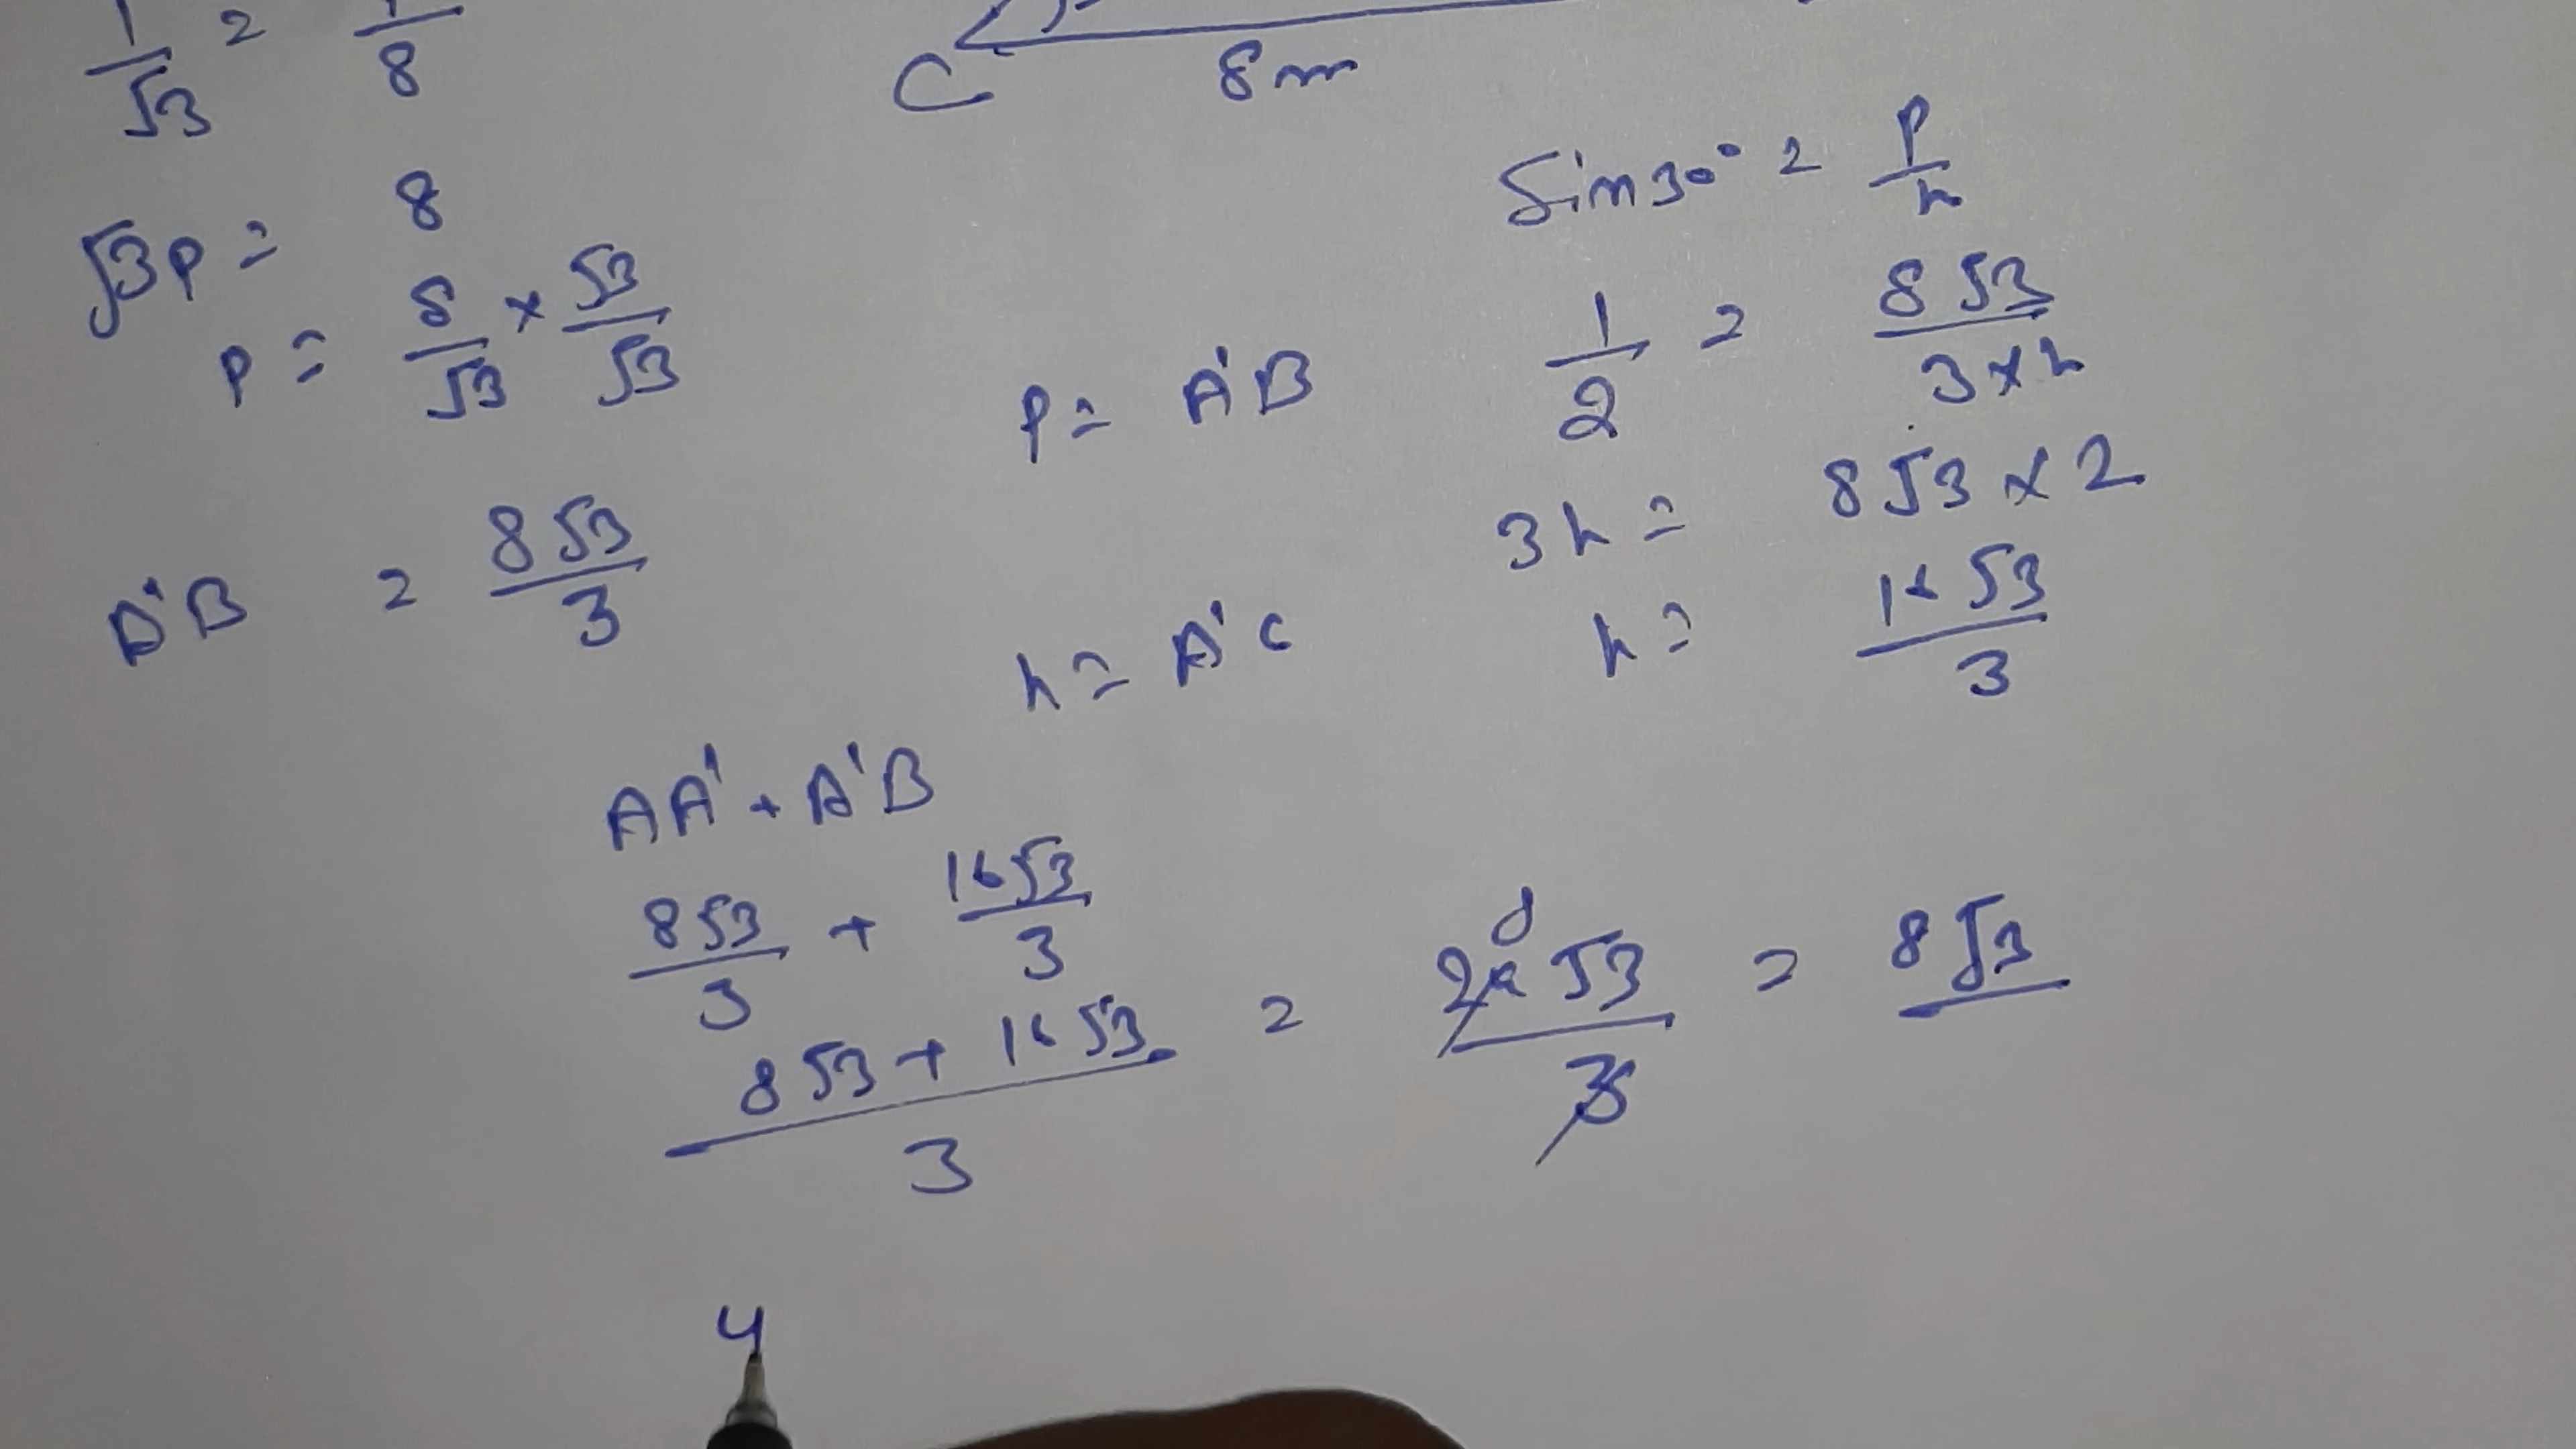 1/√3 = /8
C 8m
√3P = 8
P = 8/√3 × √3/√3
A'B = 8√3/3
P = A'B
h = A'C
Sin30° = P/h
1/2 = 8√3/3×h
3h = 8√3×2
h = 16√3/3
AA' + A'B
8√3/3 + 16√3/3
8√3 + 16√3/3 = 24√3/3 = 8√3
8
4